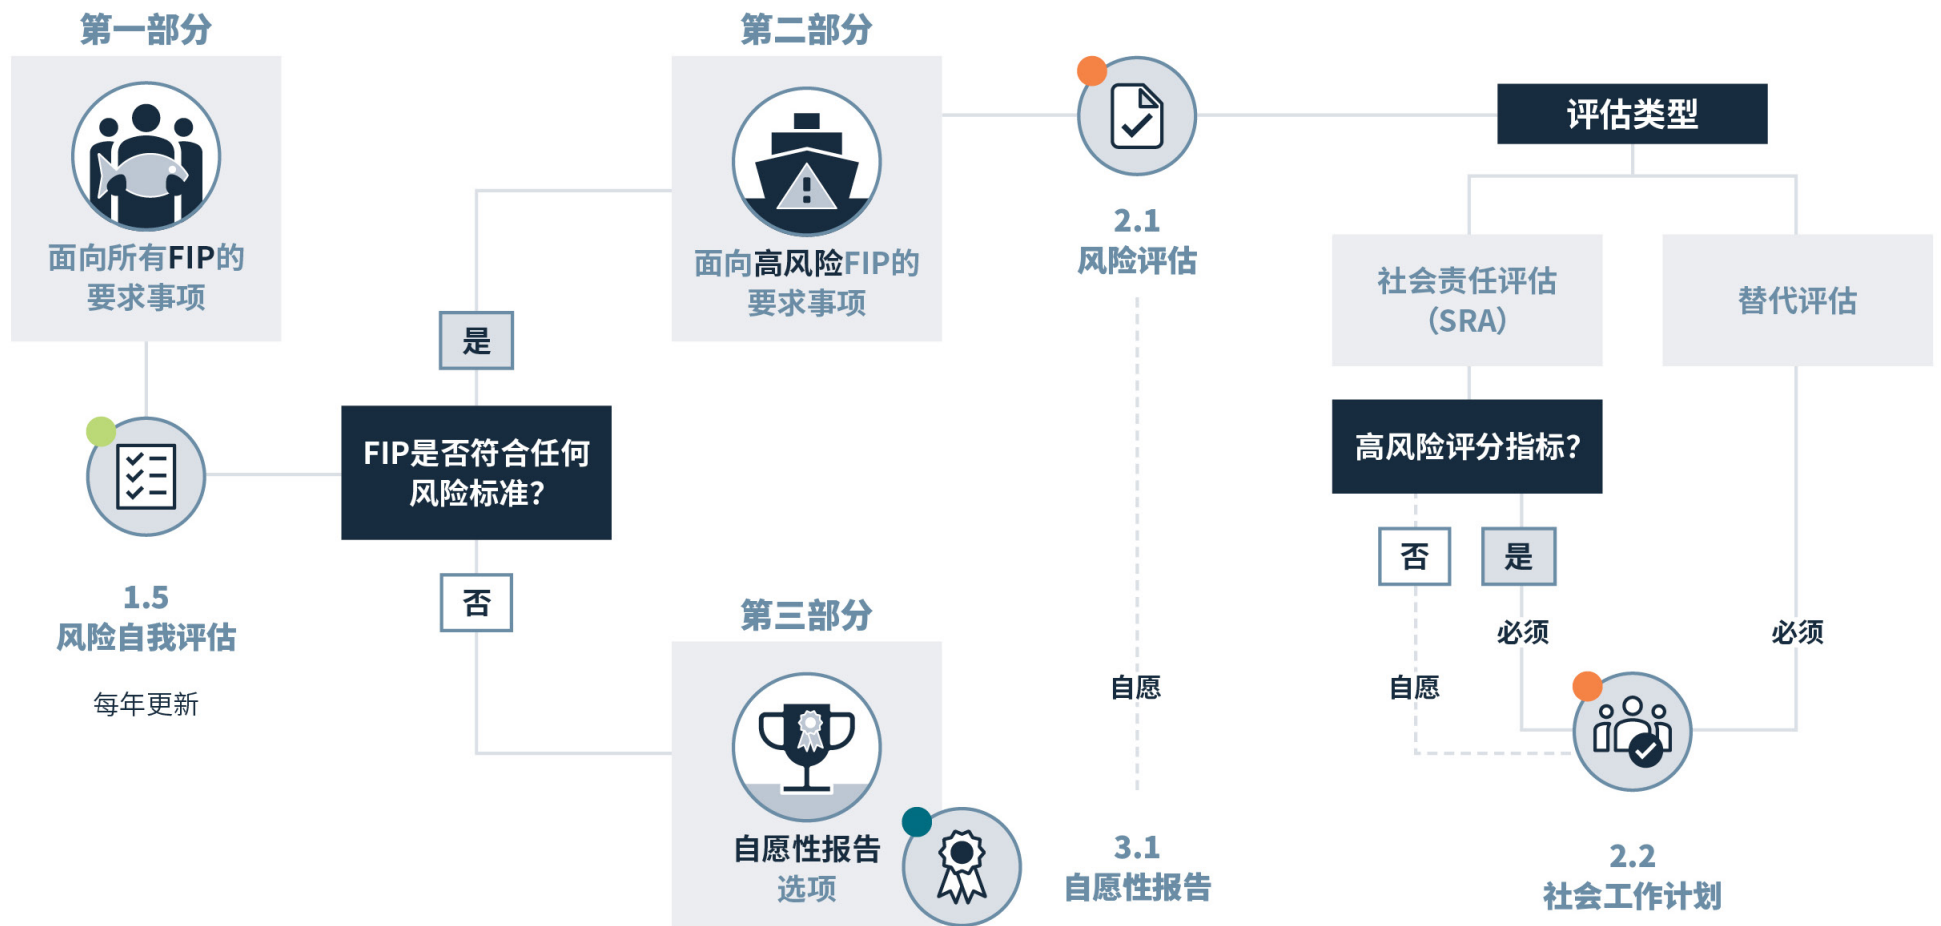 第一部分
面向所有FIP的
要求事项
1.5
风险自我评估
每年更新
FIP是否符合任何
风险标准？
是
否
第二部分
面向高风险FIP的
要求事项
第三部分
自愿性报告
选项
2.1
风险评估
自愿
3.1
自愿性报告
评估类型
社会责任评估
（SRA）
替代评估
高风险评分指标？
否
是
自愿
必须
必须
2.2
社会工作计划